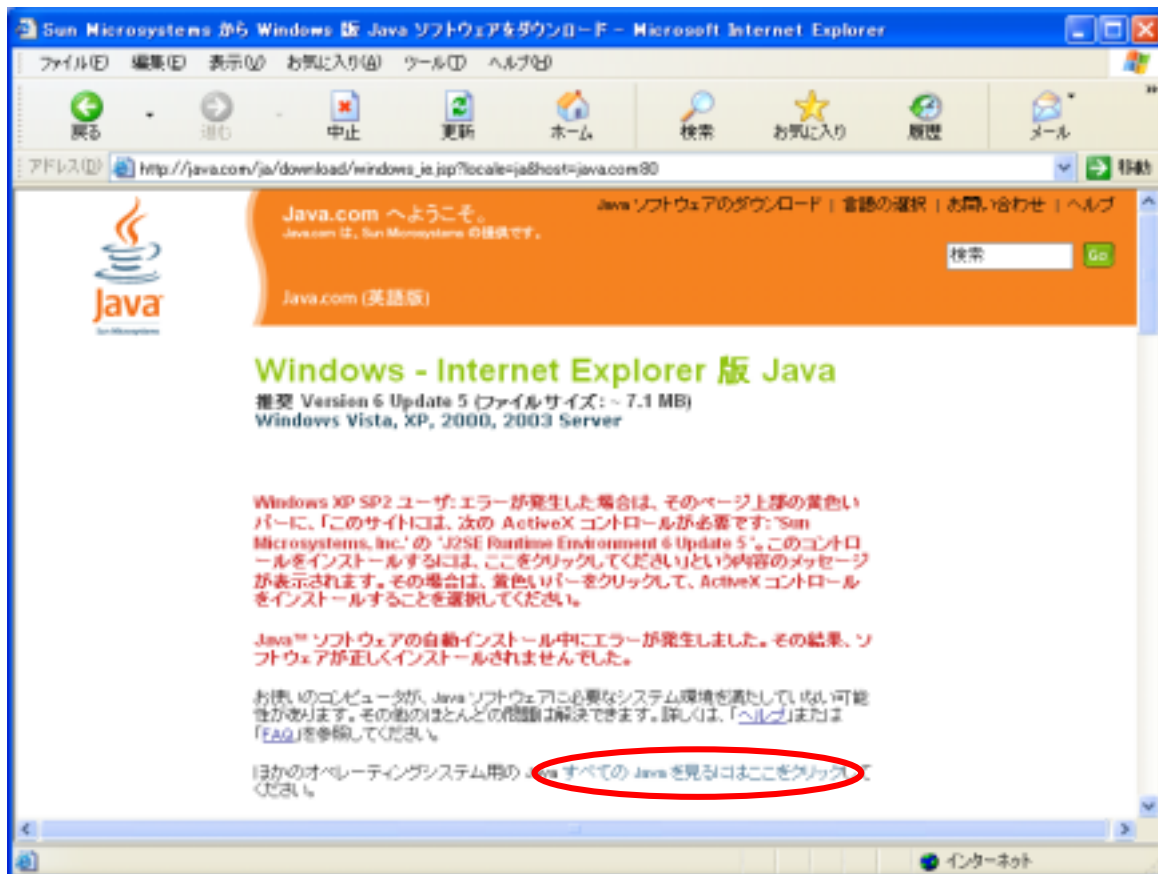 Sun Microsystems から Windows 版 Java ソフトウェアをダウンロード - Microsoft Internet Explorer
ファイル(F) 編集(E) 表示(V) お気に入り(A) ツール(T) ヘルプ(H)
戻る 進む 中止 更新 ホーム 検索 お気に入り 履歴 メール
アドレス(D) http://java.com/ja/download/windows_ie.jsp?locale=ja&host=java.com:80 移動
Java ソフトウェアのダウンロード | 言語の選択 | お問い合わせ | ヘルプ
Java.com へようこそ。
Java.com は、Sun Microsystems の提供です。
検索 Go
Java
Sun Microsystems
Java.com (英語版)
Windows - Internet Explorer 版 Java
推奨 Version 6 Update 5 (ファイルサイズ: ~ 7.1 MB)
Windows Vista, XP, 2000, 2003 Server
Windows XP SP2 ユーザ: エラーが発生した場合は、そのページ上部の黄色い
バーに、「このサイトには、次の ActiveX コントロールが必要です: 'Sun
Microsystems, Inc.' の 'J2SE Runtime Environment 6 Update 5 '。このコントロ
ールをインストールするには、ここをクリックしてください」という内容のメッセージ
が表示されます。その場合は、黄色いバーをクリックして、ActiveX コントロール
をインストールすることを選択してください。
Java™ ソフトウェアの自動インストール中にエラーが発生しました。その結果、ソ
フトウェアが正しくインストールされませんでした。
お使いのコンピュータが、Java ソフトウェアに必要なシステム環境を満たしていない可能
性があります。その他のほとんどの問題は解決できます。詳しくは、「ヘルプ」または
「FAQ」を参照してください。
ほかのオペレーティングシステム用の Java すべての Java を見るにはここをクリックして
ください。
インターネット